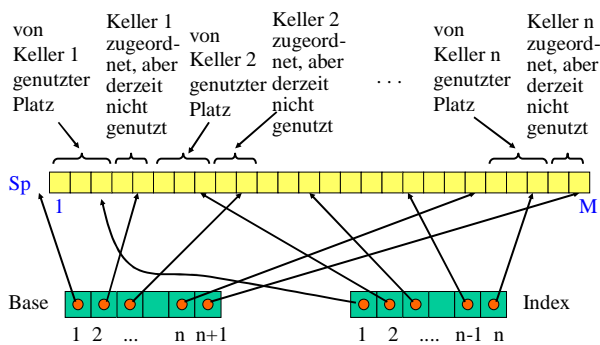 von
Keller 1
genutzter
Platz
Keller 1
zugeord-
net, aber
derzeit
nicht
genutzt
von
Keller 2
genutzter
Platz
Keller 2
zugeord-
net, aber
derzeit
nicht
genutzt
. . .
von
Keller n
genutzter
Platz
Keller n
zugeord-
net, aber
derzeit
nicht
genutzt
Sp
1
M
Base
Index
1 2 ... n n+1
1 2 .... n-1 n